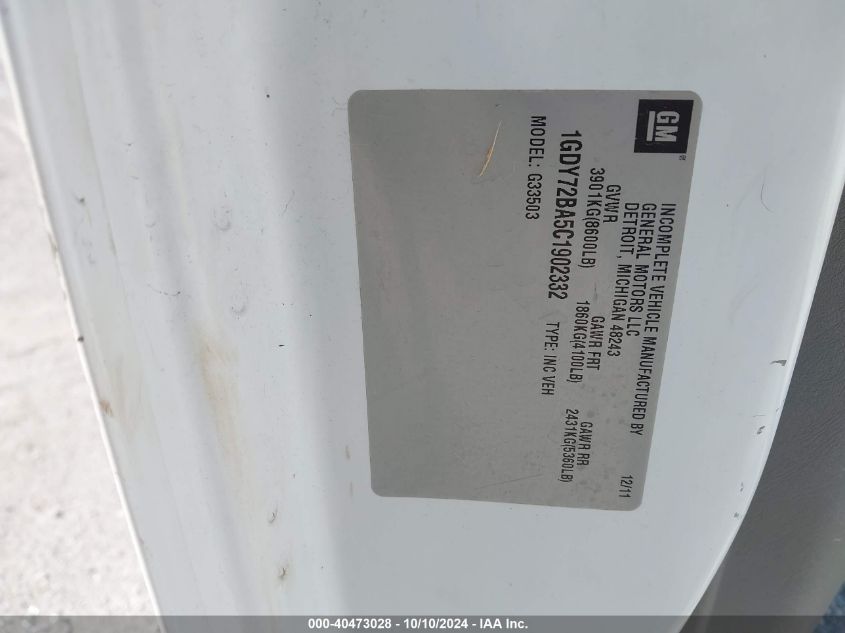 GM
INCOMPLETE VEHICLE MANUFACTURED BY
GENERAL MOTORS LLC
DETROIT, MICHIGAN 48243
12/11
GVWR GAWR FRT GAWR RR
3901KG(8600LB) 1860KG(4100LB) 2431KG(5360LB)
1GDY72BA5C1902332
MODEL: G33503 TYPE: INC VEH
000-40473028 - 10/10/2024 - IAA Inc.